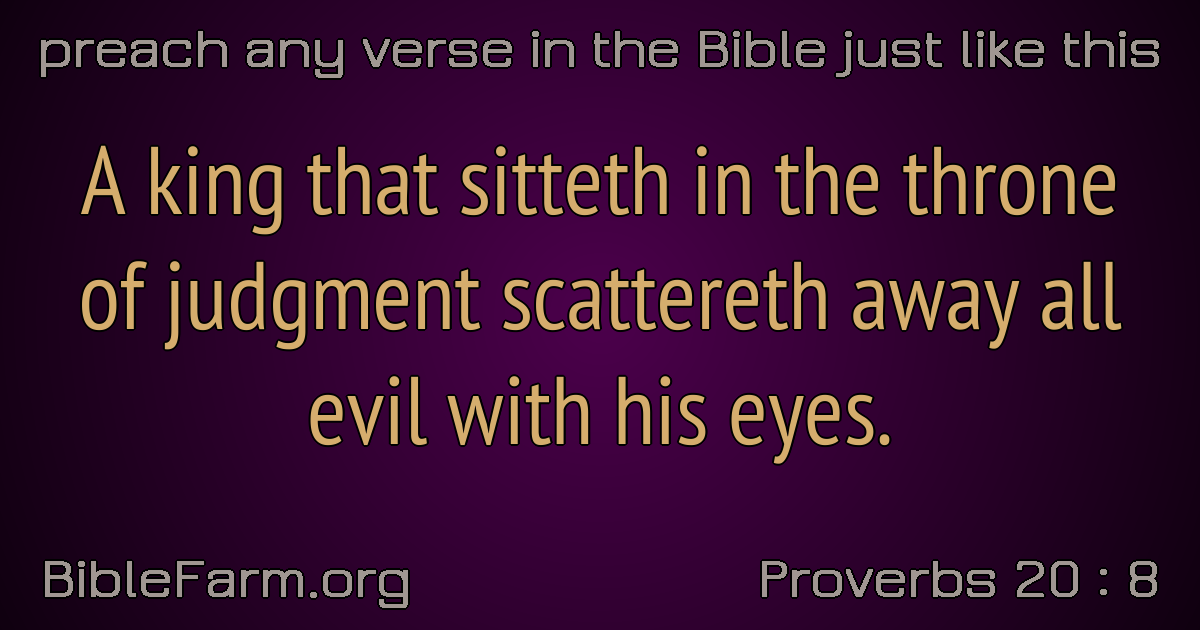 preach any verse in the Bible just like this
A king that sitteth in the throne
of judgment scattereth away all
evil with his eyes.
BibleFarm.org
Proverbs 20 : 8